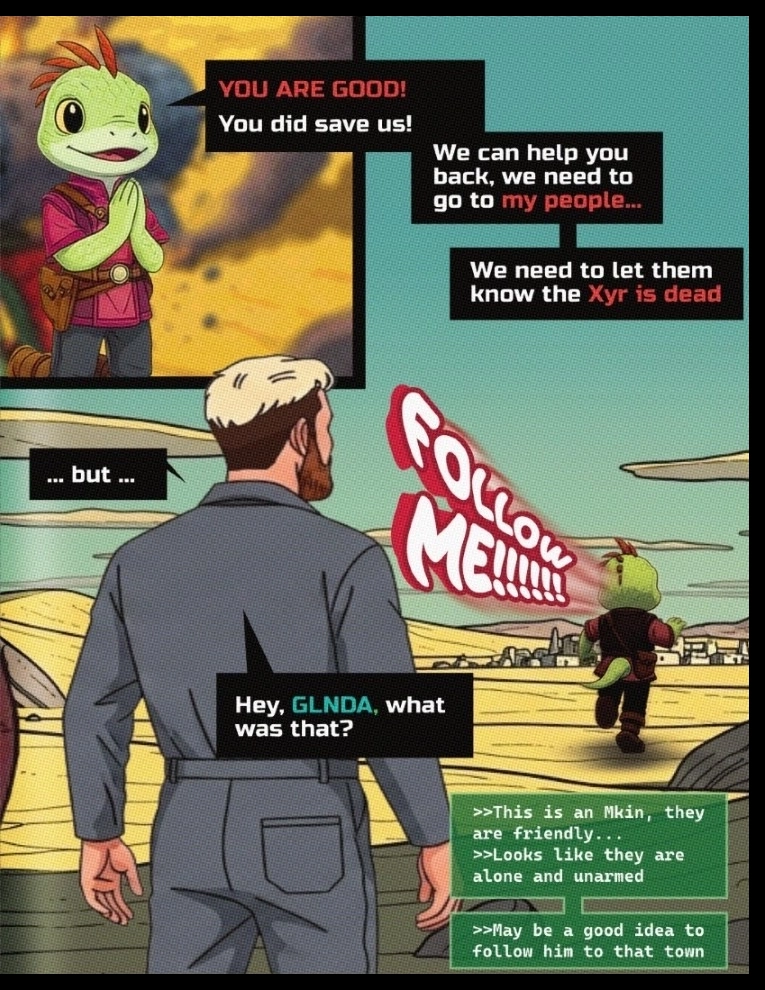 YOU ARE GOOD!
You did save us!
We can help you
back, we need to
go to my people...
We need to let them
know the Xyr is dead
... but ...
FOLLOW
ME!!!!!!!
Hey, GLNDA, what
was that?
>>This is an Mkin, they
are friendly...
>>Looks like they are
alone and unarmed
>>May be a good idea to
follow him to that town